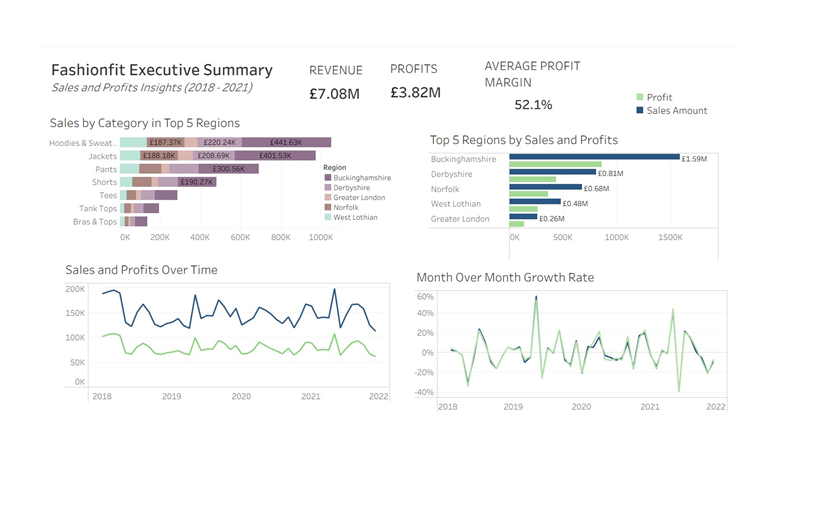 Fashionfit Executive Summary
Sales and Profits Insights (2018 - 2021)
REVENUE
£7.08M
PROFITS
£3.82M
AVERAGE PROFIT
MARGIN
52.1%
Profit
Sales Amount
Sales by Category in Top 5 Regions
Hoodies & Sweat.. £187.37K £220.24K £441.63K
Jackets £188.18K £208.69K £401.53K
Pants £300.56K
Shorts £190.27K
Tees
Tank Tops
Bras & Tops
0K 200K 400K 600K 800K 1000K
Region
Buckinghamshire
Derbyshire
Greater London
Norfolk
West Lothian
Top 5 Regions by Sales and Profits
Buckinghamshire £1.59M
Derbyshire £0.81M
Norfolk £0.68M
West Lothian £0.48M
Greater London £0.26M
0K 500K 1000K 1500K
Sales and Profits Over Time
200K
150K
100K
50K
0K
2018 2019 2020 2021 2022
Month Over Month Growth Rate
60%
40%
20%
0%
-20%
-40%
2018 2019 2020 2021 2022